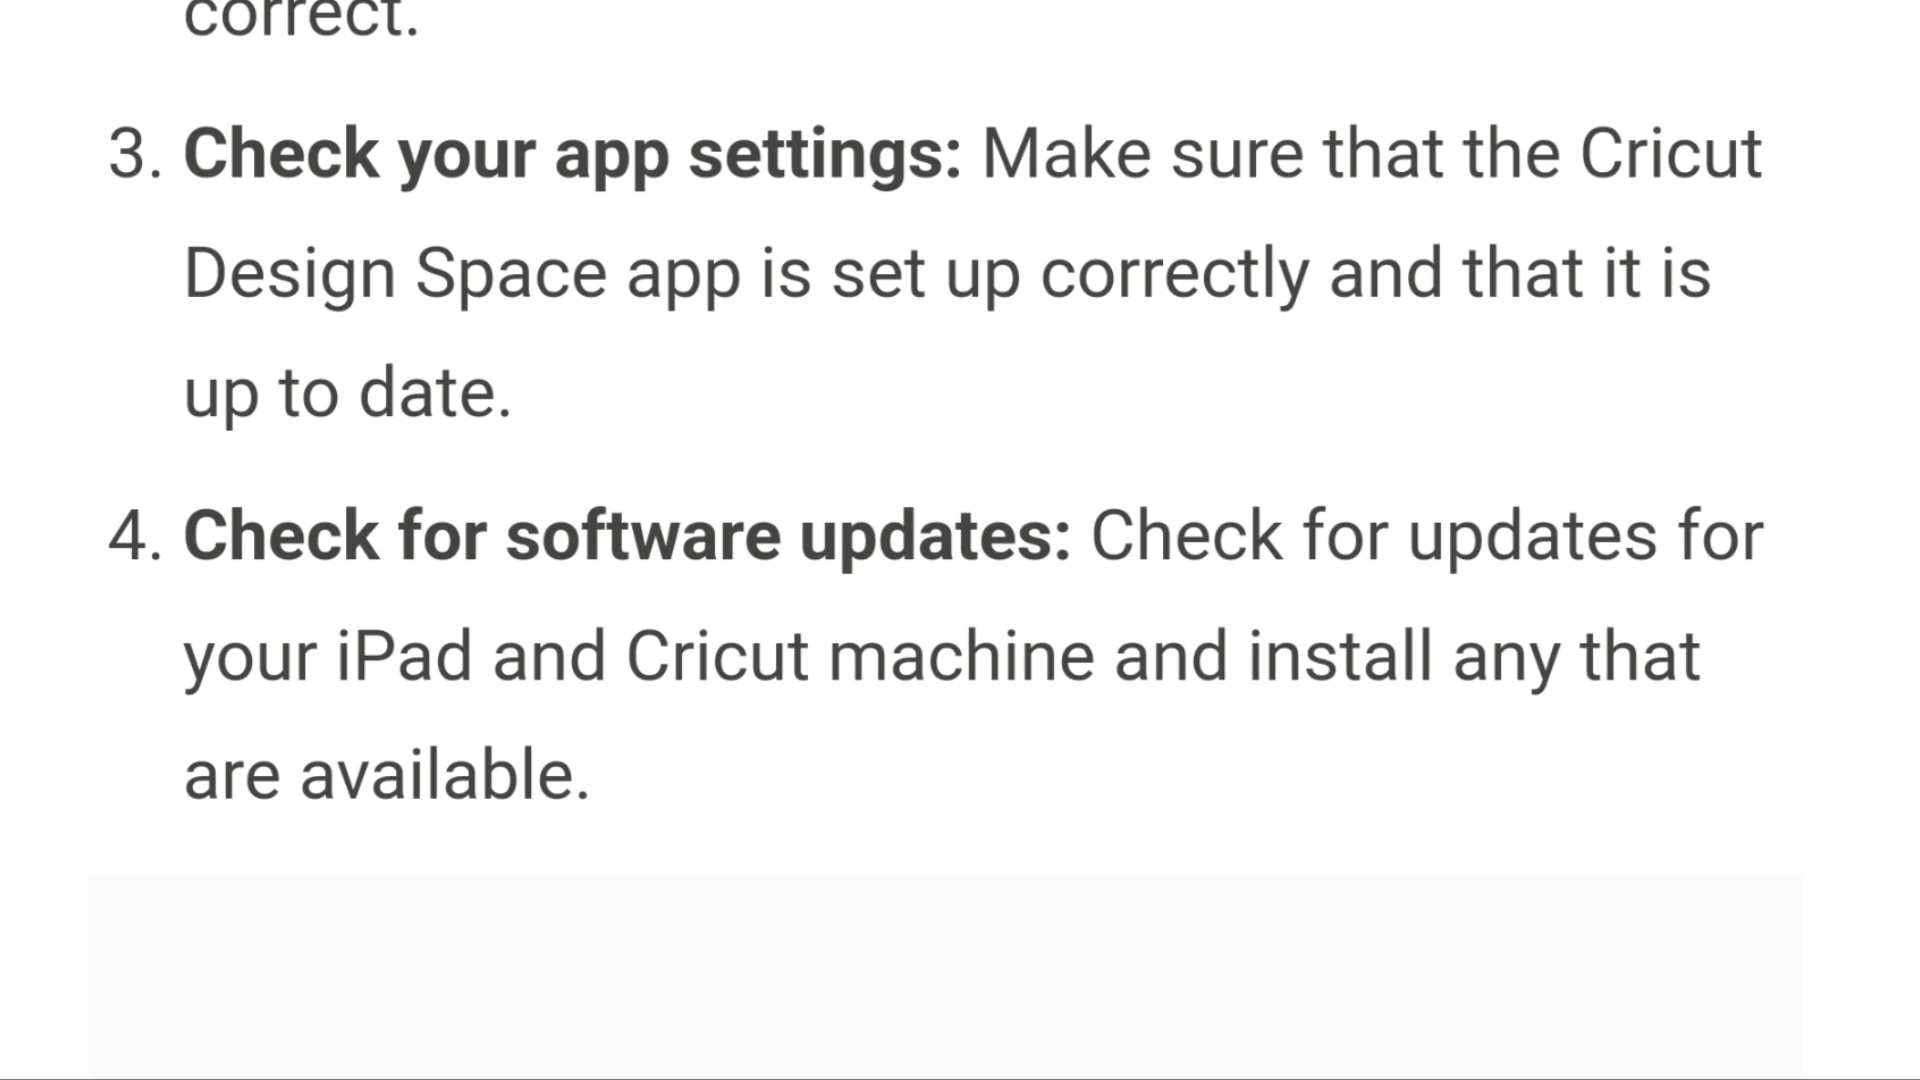 correct.
3. Check your app settings: Make sure that the Cricut
Design Space app is set up correctly and that it is
up to date.
4. Check for software updates: Check for updates for
your iPad and Cricut machine and install any that
are available.